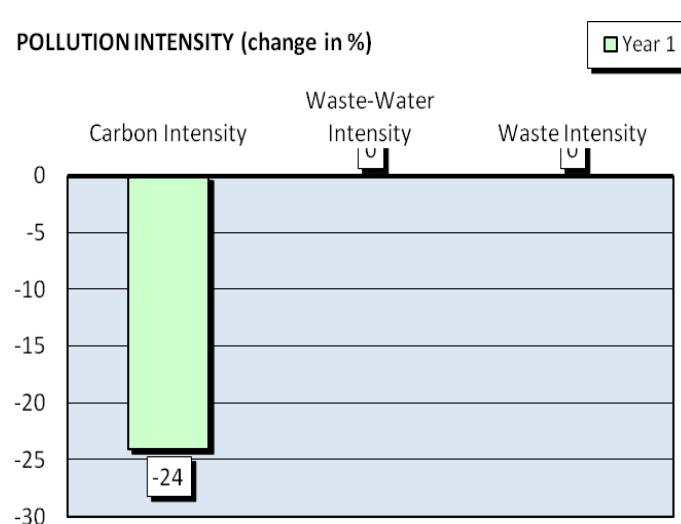 POLLUTION INTENSITY (change in %)
Year 1
Waste-Water
Carbon Intensity Intensity Waste Intensity
0 0
0
-5
-10
-15
-20
-25
-24
-30